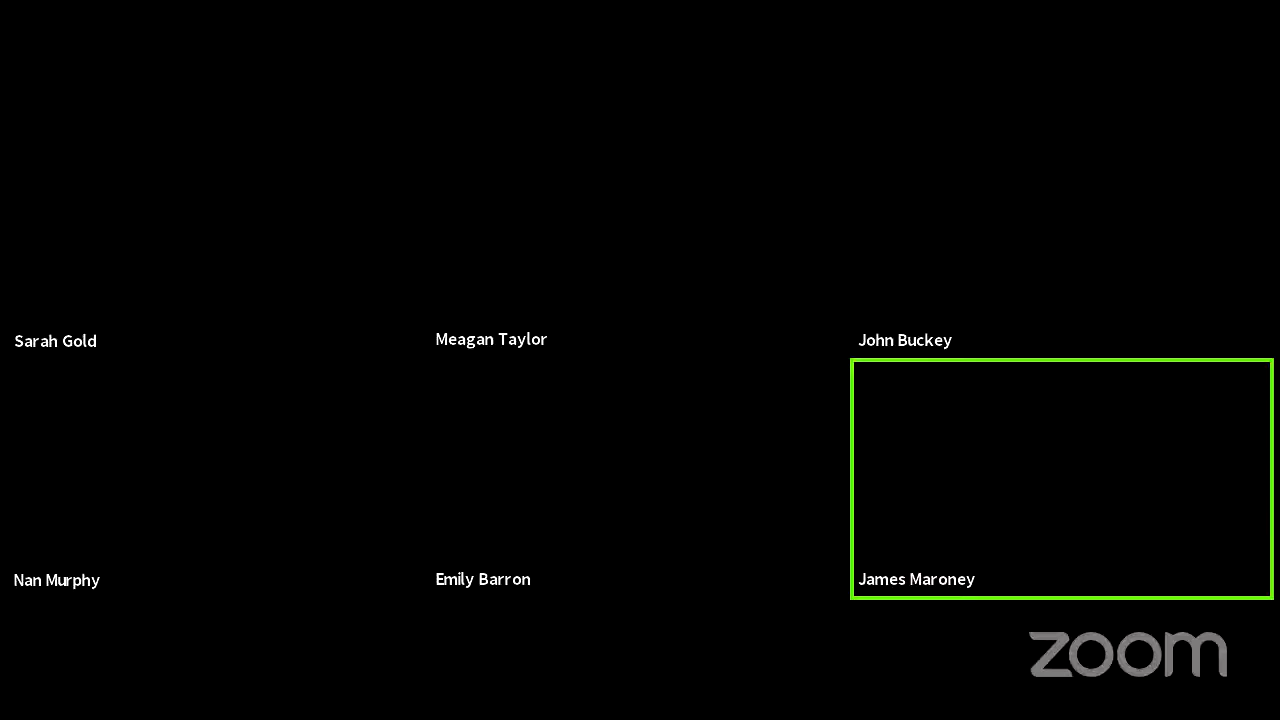 Sarah Gold
Meagan Taylor
John Buckey
Nan Murphy
Emily Barron
James Maroney
zoom